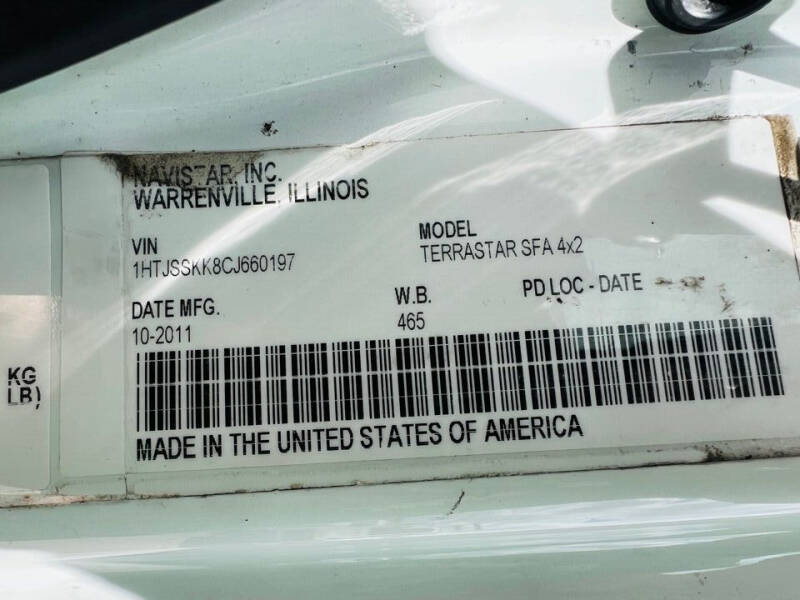 NAVISTAR, INC.
WARRENVILLE, ILLINOIS
VIN
1HTJSSKK8CJ660197
MODEL
TERRASTAR SFA 4x2
DATE MFG.
10-2011
W.B.
465
PD LOC - DATE
KG
LB)
MADE IN THE UNITED STATES OF AMERICA